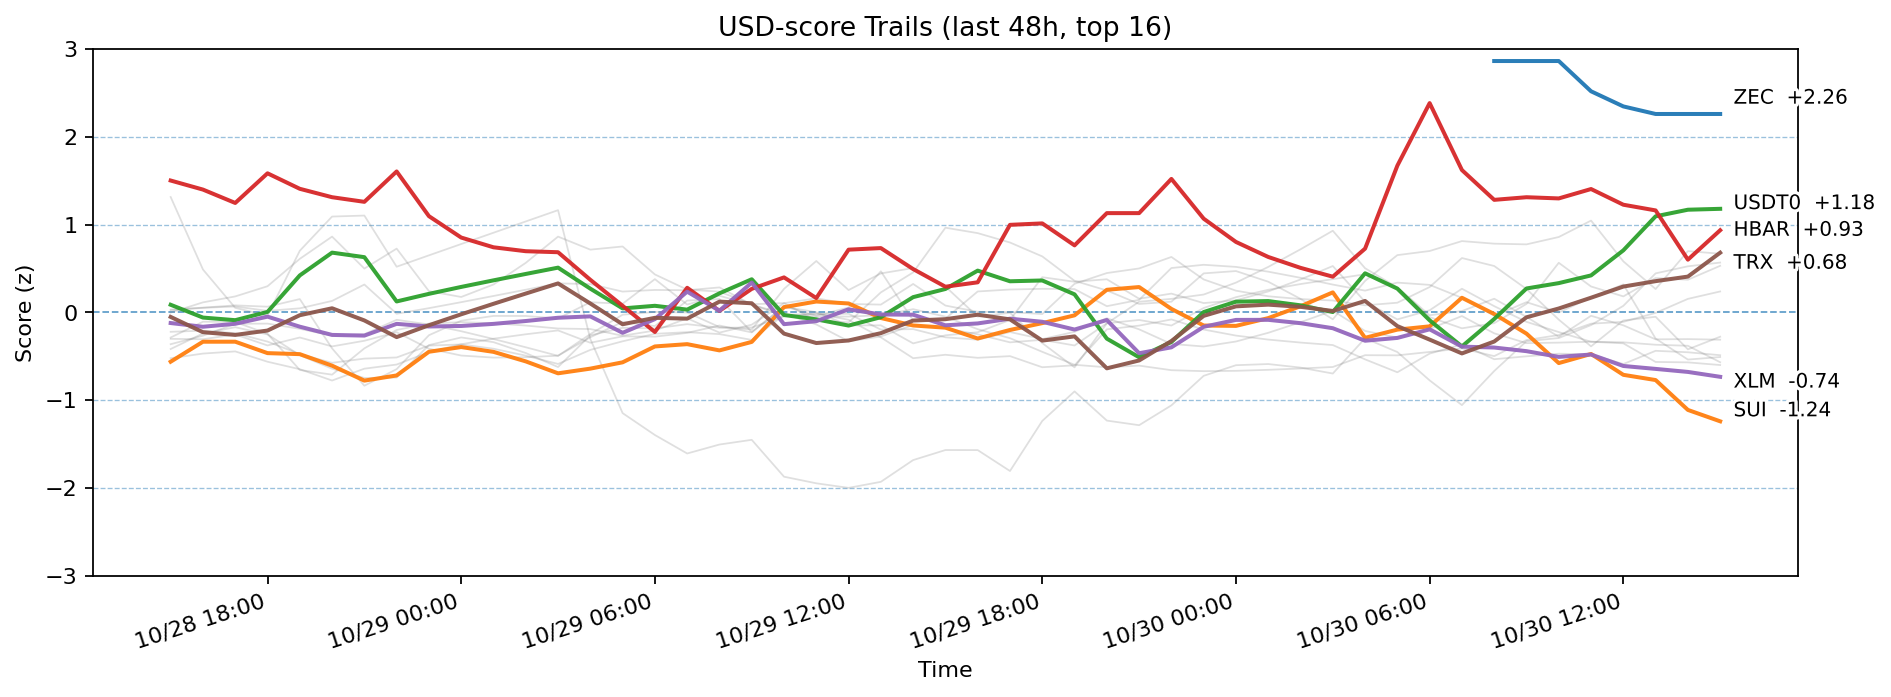 USD-score Trails (last 48h, top 16)
3
2
1
0
−1
−2
−3
Score (z)
ZEC +2.26
USDT0 +1.18
HBAR +0.93
TRX +0.68
XLM -0.74
SUI -1.24
10/28 18:00
10/29 00:00
10/29 06:00
10/29 12:00
10/29 18:00
10/30 00:00
10/30 06:00
10/30 12:00
Time